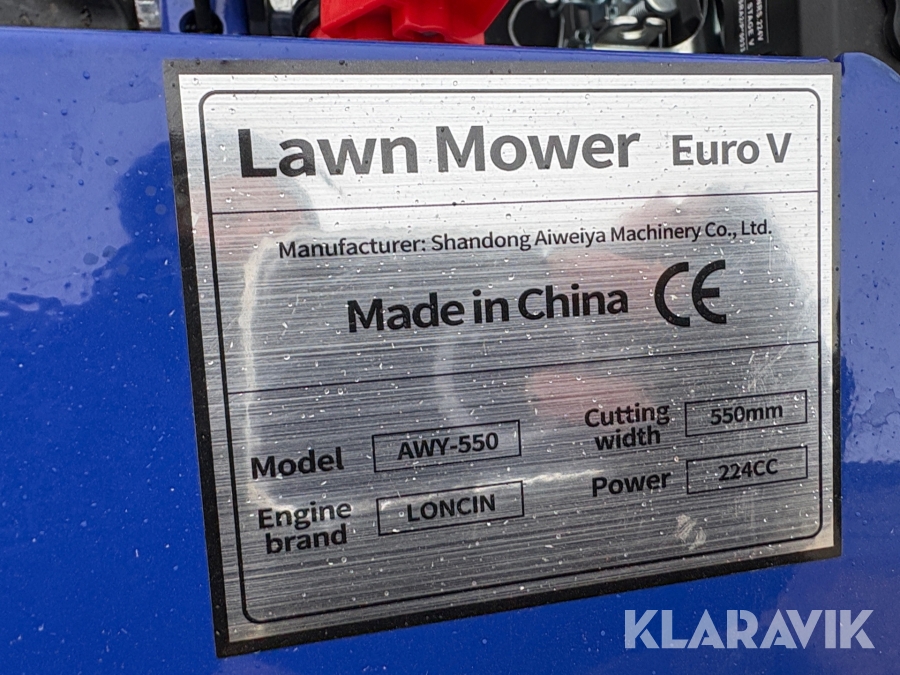 STAGE V
Lawn Mower Euro V
Manufacturer: Shandong Aiweiya Machinery Co., Ltd.
Made in China CE
Model AWY-550
Cutting width 550mm
Engine brand LONCIN
Power 224CC
KLARAVIK